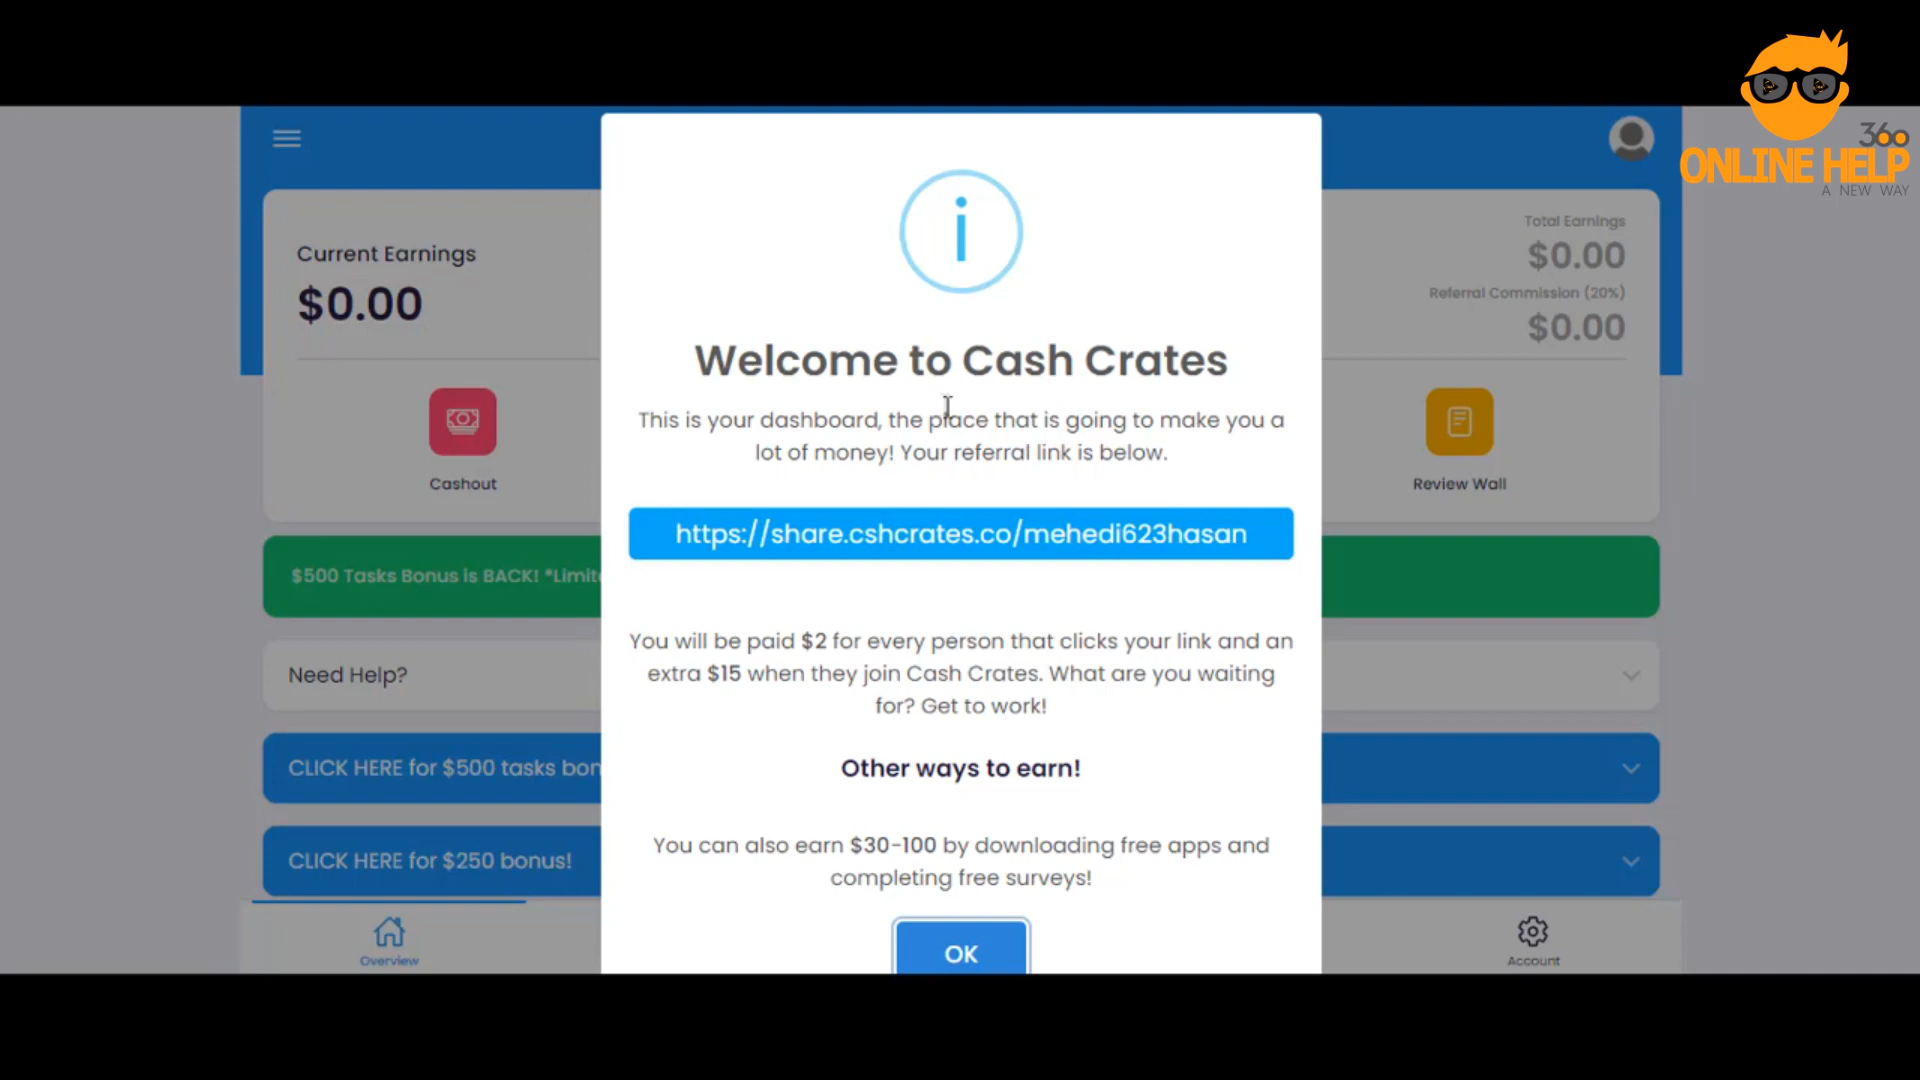 360
ONLINE HELP
A NEW WAY
Current Earnings
$0.00
Total Earnings
$0.00
Referral Commission (20%)
$0.00
Cashout
Review Wall
i
Welcome to Cash Crates
This is your dashboard, the place that is going to make you a
lot of money! Your referral link is below.
https://share.cshcrates.co/mehedi623hasan
$500 Tasks Bonus is BACK! *Limite
You will be paid $2 for every person that clicks your link and an
extra $15 when they join Cash Crates. What are you waiting
for? Get to work!
Need Help?
Other ways to earn!
CLICK HERE for $500 tasks bon
You can also earn $30-100 by downloading free apps and
completing free surveys!
CLICK HERE for $250 bonus!
OK
Overview
Account